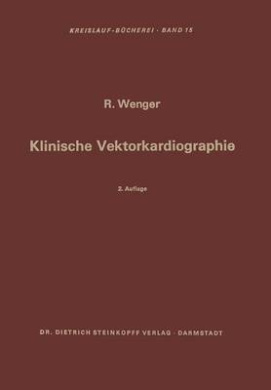 KREISLAUF-BÜCHEREI · BAND 15
R. Wenger
Klinische Vektorkardiographie
2. Auflage
DR. DIETRICH STEINKOPFF VERLAG · DARMSTADT